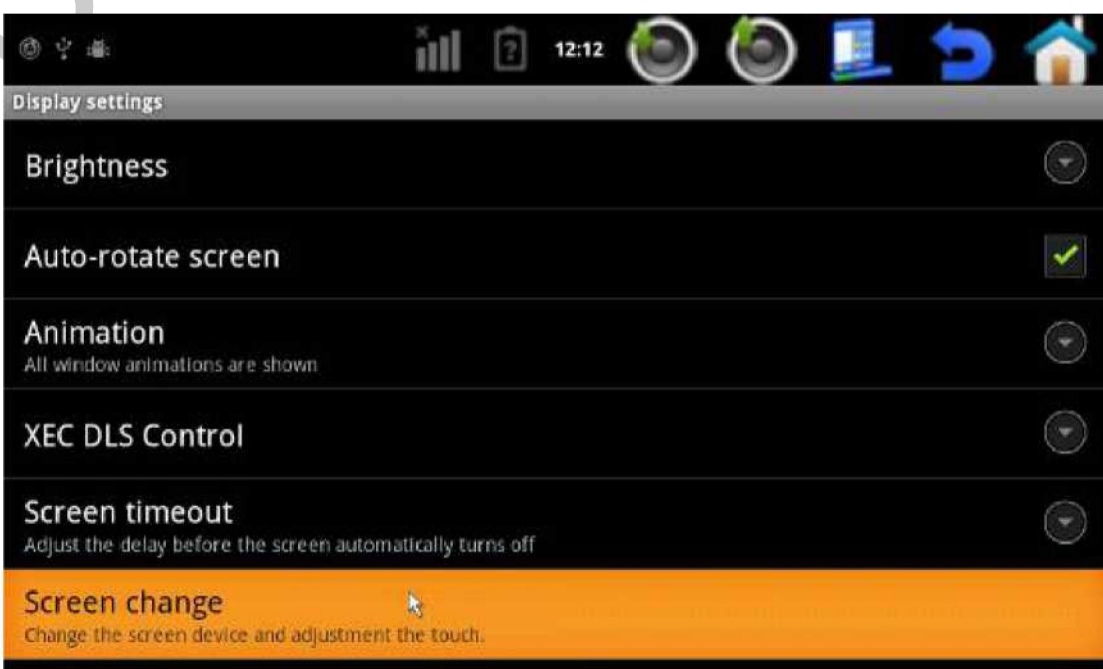 12:12
Display settings
Brightness
Auto-rotate screen
Animation
All window animations are shown
XEC DLS Control
Screen timeout
Adjust the delay before the screen automatically turns off
Screen change
Change the screen device and adjustment the touch.